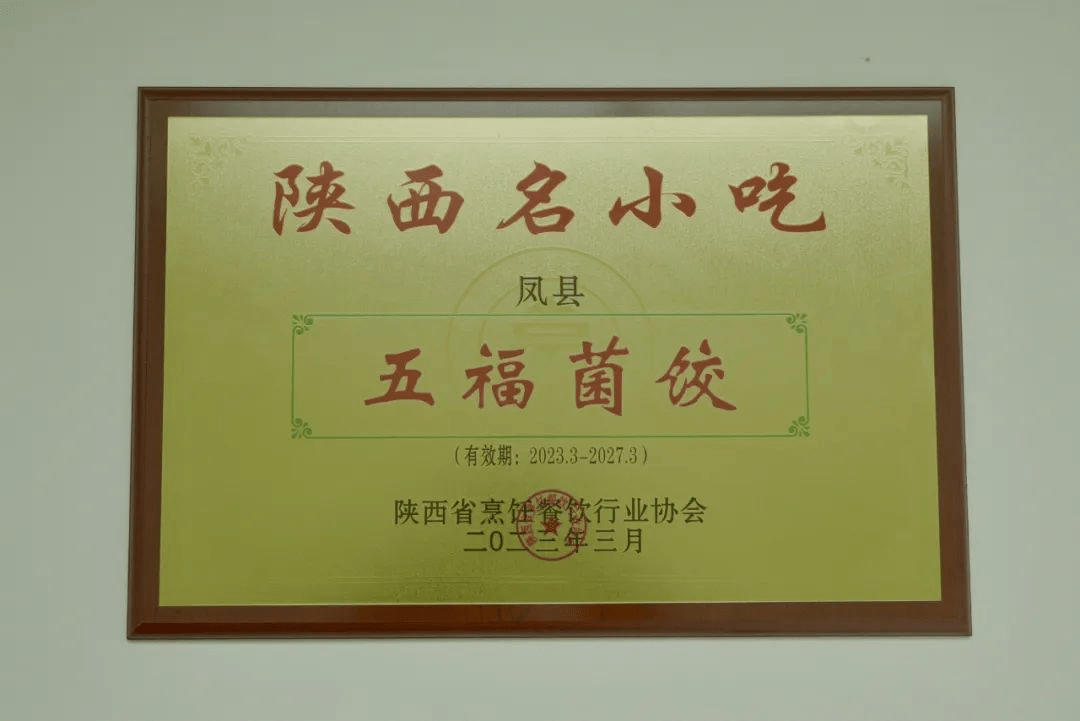 陕西名小吃
凤县
五福菌饺
(有效期：2023.3-2027.3)
陕西省烹饪餐饮行业协会
二〇二三年三月